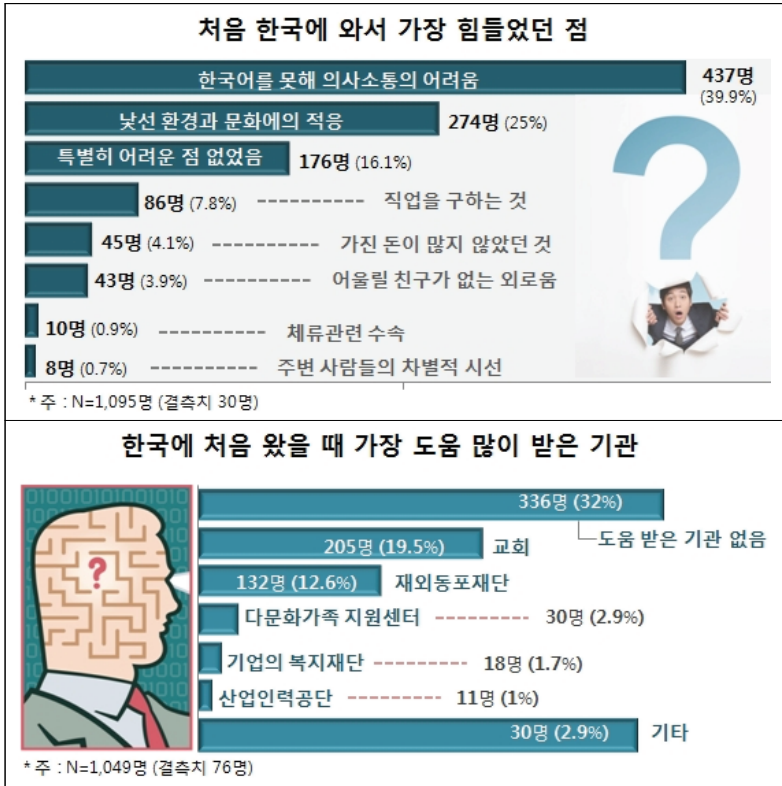 처음 한국에 와서 가장 힘들었던 점
한국어를 못해 의사소통의 어려움 437명
(39.9%)
낯선 환경과 문화에의 적응 274명 (25%)
특별히 어려운 점 없었음 176명 (16.1%)
86명 (7.8%) 직업을 구하는 것
45명 (4.1%) 가진 돈이 많지 않았던 것
43명 (3.9%) 어울릴 친구가 없는 외로움
10명 (0.9%) 체류관련 수속
8명 (0.7%) 주변 사람들의 차별적 시선
* 주 : N=1,095명 (결측치 30명)
한국에 처음 왔을 때 가장 도움 많이 받은 기관
336명 (32%)
도움 받은 기관 없음
205명 (19.5%) 교회
132명 (12.6%) 재외동포재단
다문화가족 지원센터 30명 (2.9%)
기업의 복지재단 18명 (1.7%)
산업인력공단 11명 (1%)
30명 (2.9%) 기타
* 주 : N=1,049명 (결측치 76명)